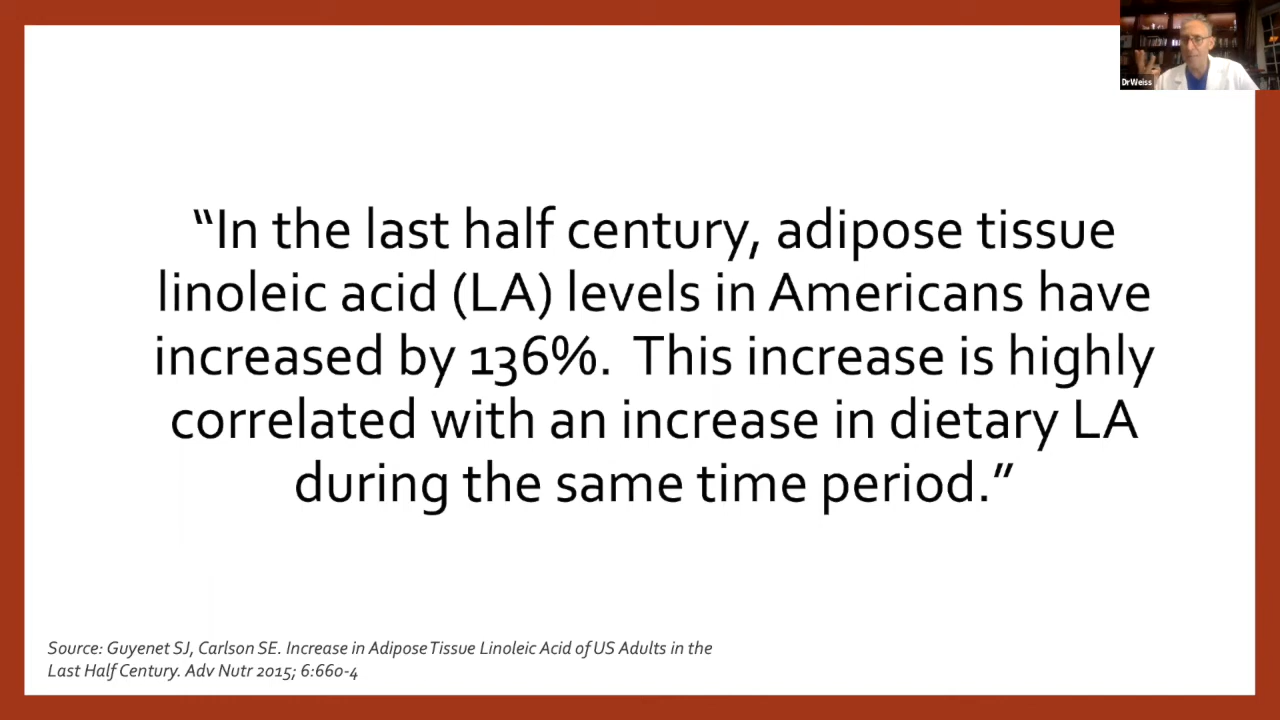 Dr Weiss
“In the last half century, adipose tissue
linoleic acid (LA) levels in Americans have
increased by 136%.  This increase is highly
correlated with an increase in dietary LA
during the same time period.”
Source: Guyenet SJ, Carlson SE. Increase in Adipose Tissue Linoleic Acid of US Adults in the
Last Half Century. Adv Nutr 2015; 6:660-4